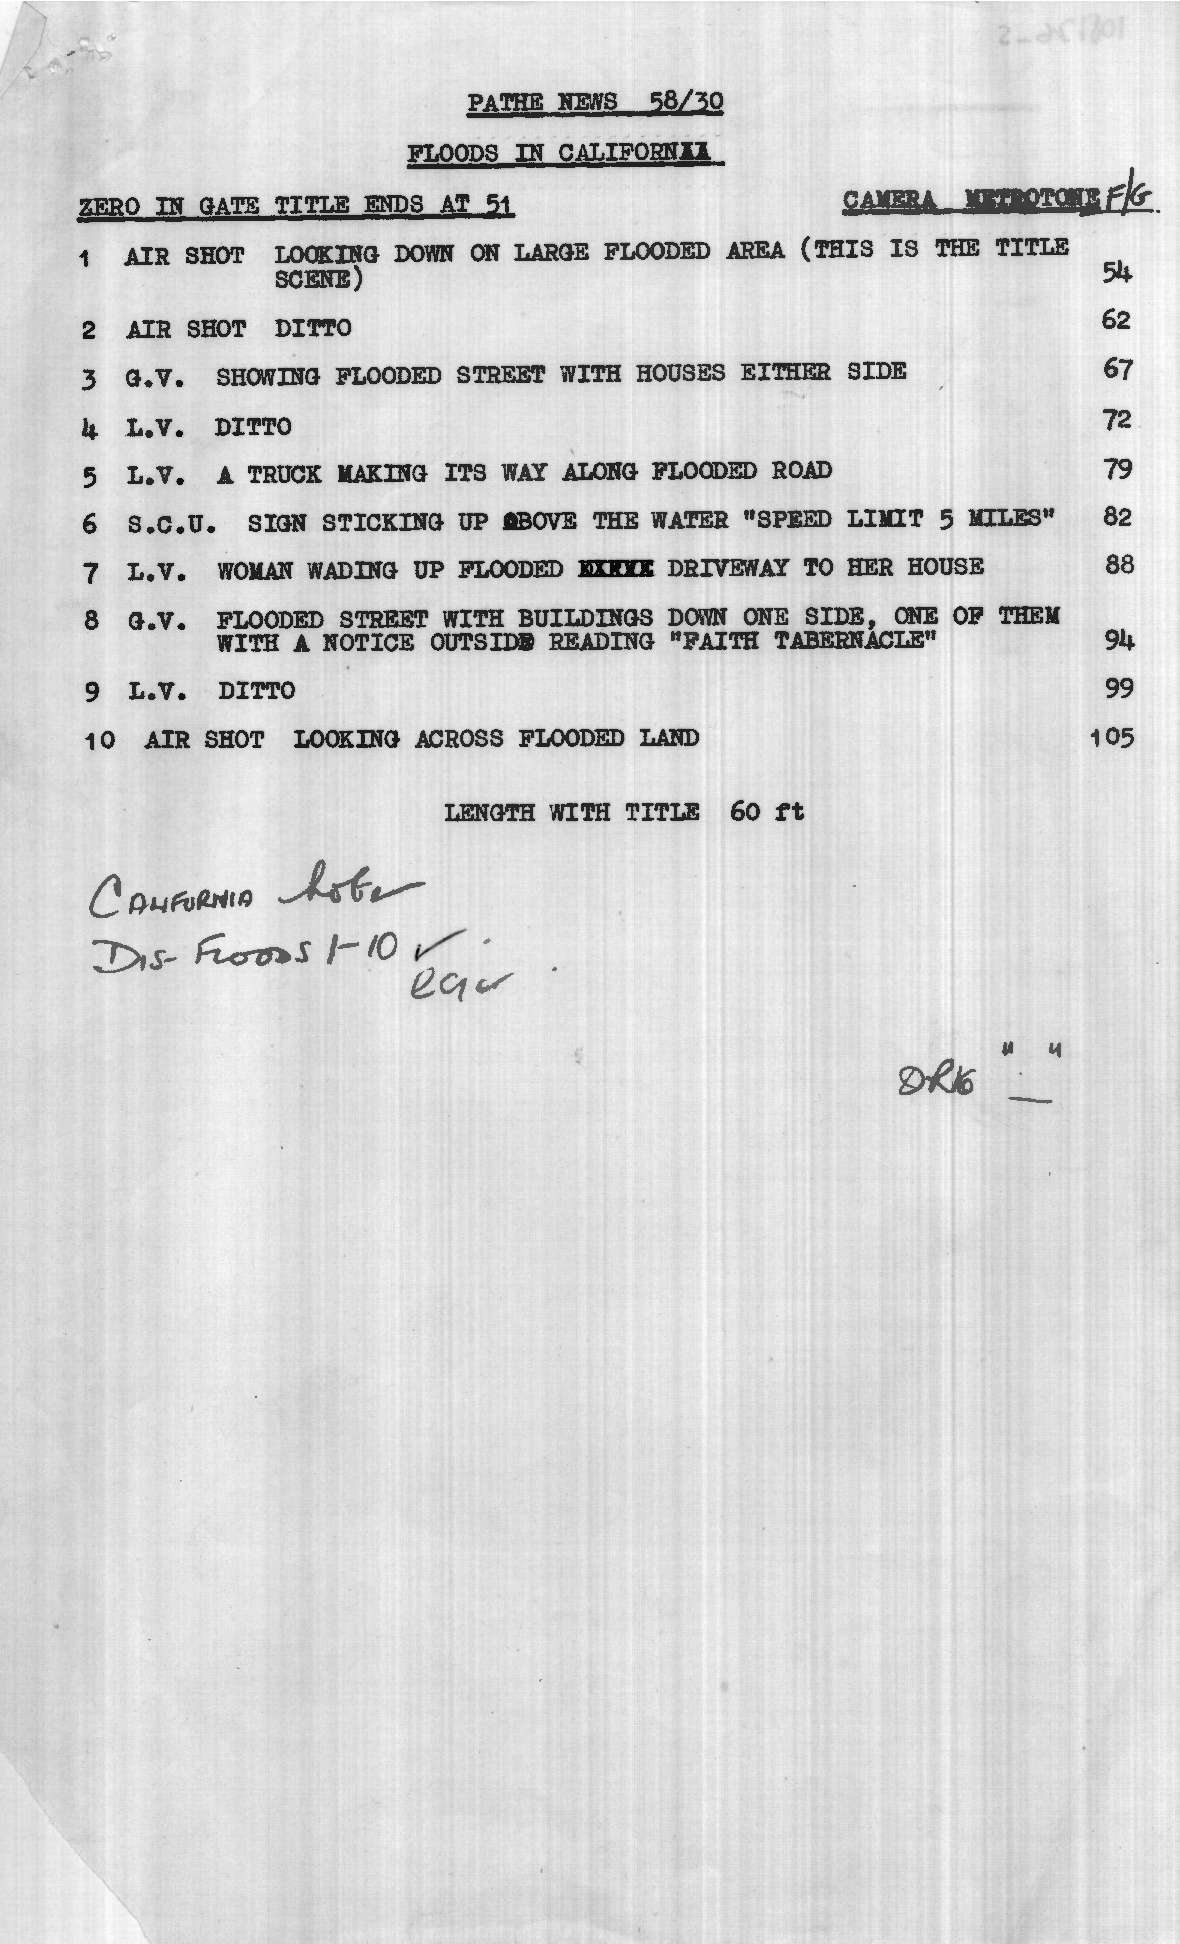 PATHE NEWS 58/30
FLOODS IN CALIFORNIA
ZERO IN GATE TITLE ENDS AT 51 CAMERA METROTONE F/G.
1 AIR SHOT LOOKING DOWN ON LARGE FLOODED AREA (THIS IS THE TITLE
SCENE) 54
2 AIR SHOT DITTO 62
3 G.V. SHOWING FLOODED STREET WITH HOUSES EITHER SIDE 67
4 L.V. DITTO 72
5 L.V. A TRUCK MAKING ITS WAY ALONG FLOODED ROAD 79
6 S.C.U. SIGN STICKING UP ABOVE THE WATER "SPEED LIMIT 5 MILES" 82
7 L.V. WOMAN WADING UP FLOODED DRIVEWAY TO HER HOUSE 88
8 G.V. FLOODED STREET WITH BUILDINGS DOWN ONE SIDE, ONE OF THEM
WITH A NOTICE OUTSIDE READING "FAITH TABERNACLE" 94
9 L.V. DITTO 99
10 AIR SHOT LOOKING ACROSS FLOODED LAND 105
LENGTH WITH TITLE 60 ft
CALIFORNIA
DIS- FLOODS 1-10 ✓
" "